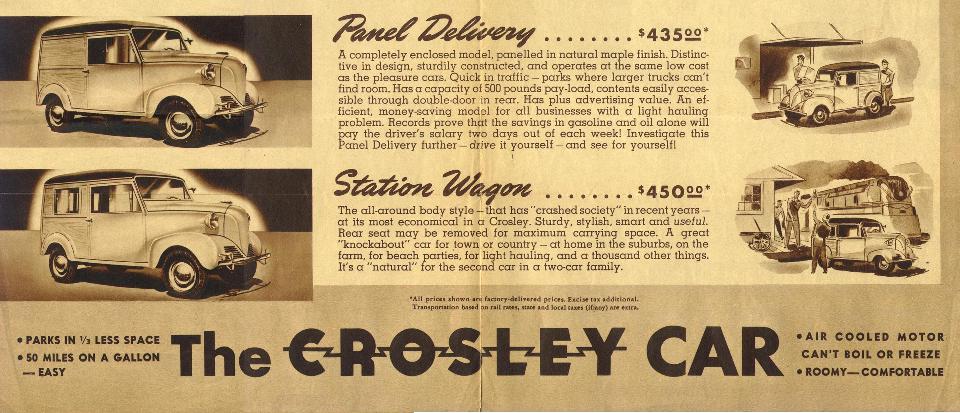 Panel Delivery ........ $435.00*
A completely enclosed model, panelled in natural maple finish. Distinc-
tive in design, sturdily constructed, and operates at the same low cost
as the pleasure cars. Quick in traffic – parks where larger trucks can't
find room. Has a capacity of 500 pounds pay-load, contents easily acces-
sible through double-door in rear. Has plus advertising value. An ef-
ficient, money-saving model for all businesses with a light hauling
problem. Records prove that the savings in gasoline and oil alone will
pay the driver's salary two days out of each week! Investigate this
Panel Delivery further – drive it yourself – and see for yourself!
Station Wagon ........ $450.00*
The all-around body style – that has "crashed society" in recent years –
at its most economical in a Crosley. Sturdy, stylish, smart and useful.
Rear seat may be removed for maximum carrying space. A great
"knockabout" car for town or country – at home in the suburbs, on the
farm, for beach parties, for light hauling, and a thousand other things.
It's a "natural" for the second car in a two-car family.
*All prices shown are factory-delivered prices. Excise tax additional.
Transportation based on rail rates, state and local taxes (if any) are extra.
• PARKS IN 1/3 LESS SPACE
• 50 MILES ON A GALLON
— EASY
The CROSLEY CAR
• AIR COOLED MOTOR
CAN'T BOIL OR FREEZE
• ROOMY—COMFORTABLE